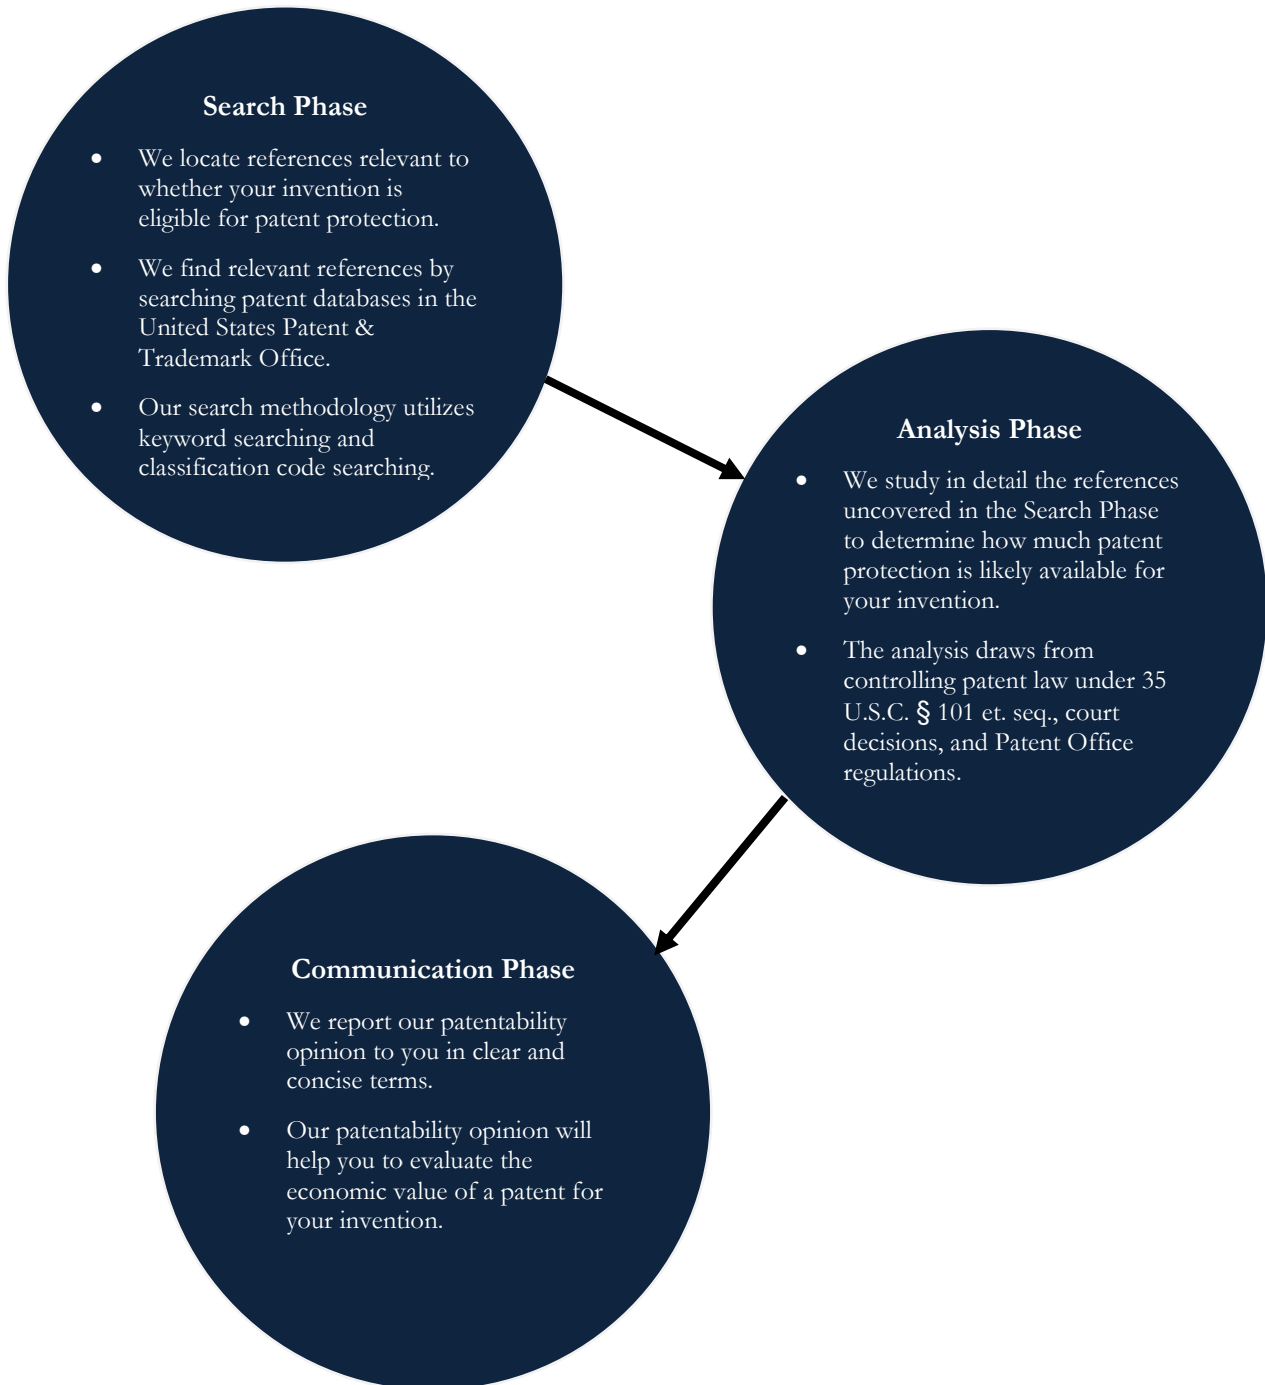 Search Phase
• We locate references relevant to
whether your invention is
eligible for patent protection.
• We find relevant references by
searching patent databases in the
United States Patent &
Trademark Office.
• Our search methodology utilizes
keyword searching and
classification code searching.
Analysis Phase
• We study in detail the references
uncovered in the Search Phase
to determine how much patent
protection is likely available for
your invention.
• The analysis draws from
controlling patent law under 35
U.S.C. § 101 et. seq., court
decisions, and Patent Office
regulations.
Communication Phase
• We report our patentability
opinion to you in clear and
concise terms.
• Our patentability opinion will
help you to evaluate the
economic value of a patent for
your invention.